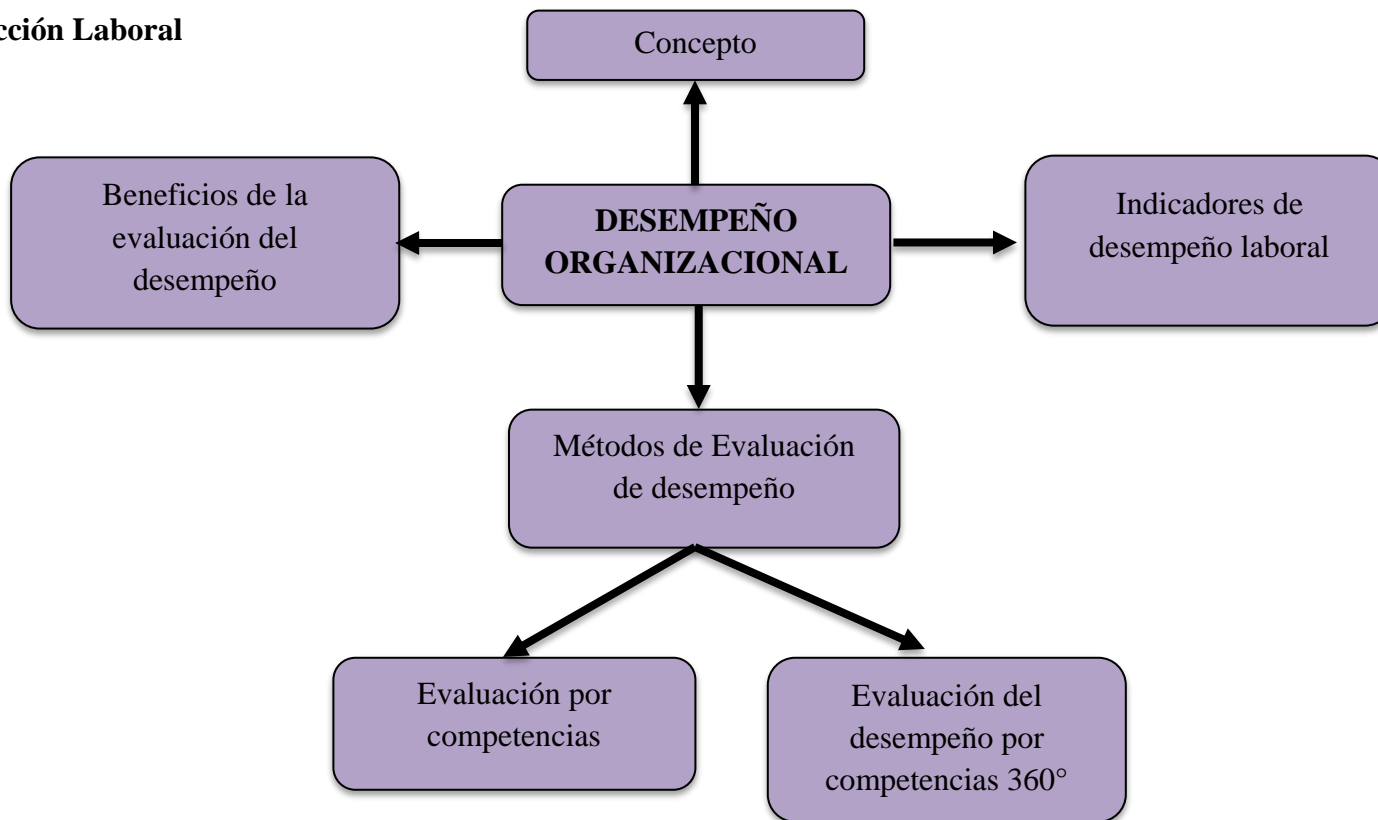 cción Laboral
Concepto
Beneficios de la
evaluación del
desempeño
DESEMPEÑO
ORGANIZACIONAL
Indicadores de
desempeño laboral
Métodos de Evaluación
de desempeño
Evaluación por
competencias
Evaluación del
desempeño por
competencias 360°